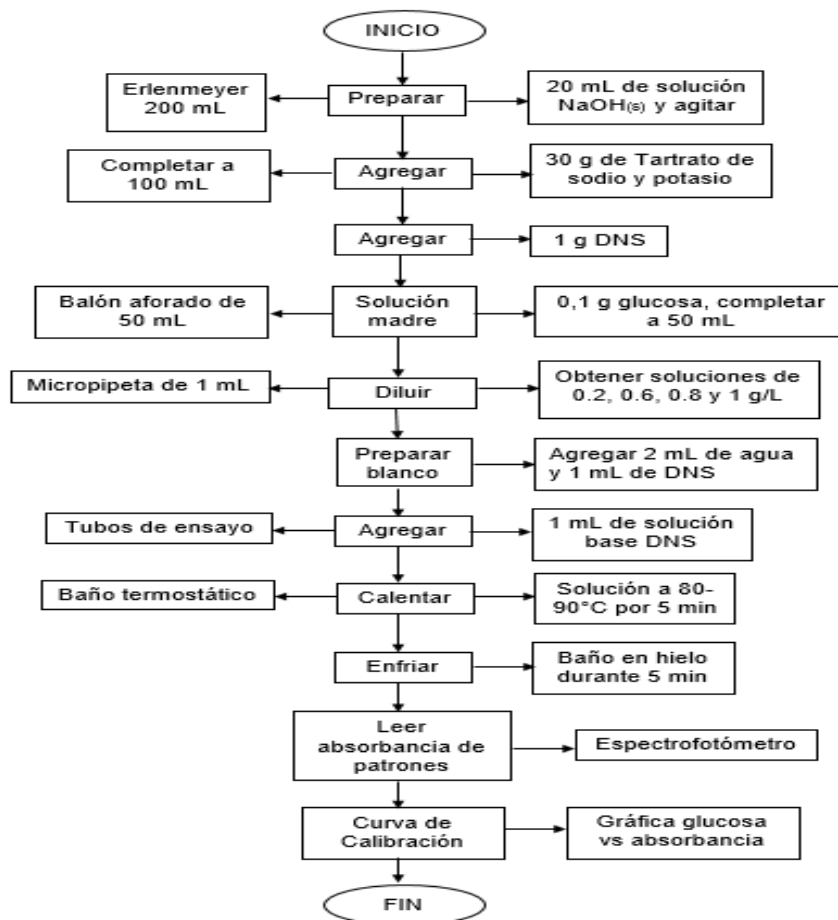 INICIO
Erlenmeyer
200 mL
Preparar
20 mL de solución
NaOH(s) y agitar
Completar a
100 mL
Agregar
30 g de Tartrato de
sodio y potasio
Agregar
1 g DNS
Balón aforado de
50 mL
Solución
madre
0,1 g glucosa, completar
a 50 mL
Micropipeta de 1 mL
Diluir
Obtener soluciones de
0.2, 0.6, 0.8 y 1 g/L
Preparar
blanco
Agregar 2 mL de agua
y 1 mL de DNS
Tubos de ensayo
Agregar
1 mL de solución
base DNS
Baño termostático
Calentar
Solución a 80-
90°C por 5 min
Enfriar
Baño en hielo
durante 5 min
Leer
absorbancia de
patrones
Espectrofotómetro
Curva de
Calibración
Gráfica glucosa
vs absorbancia
FIN